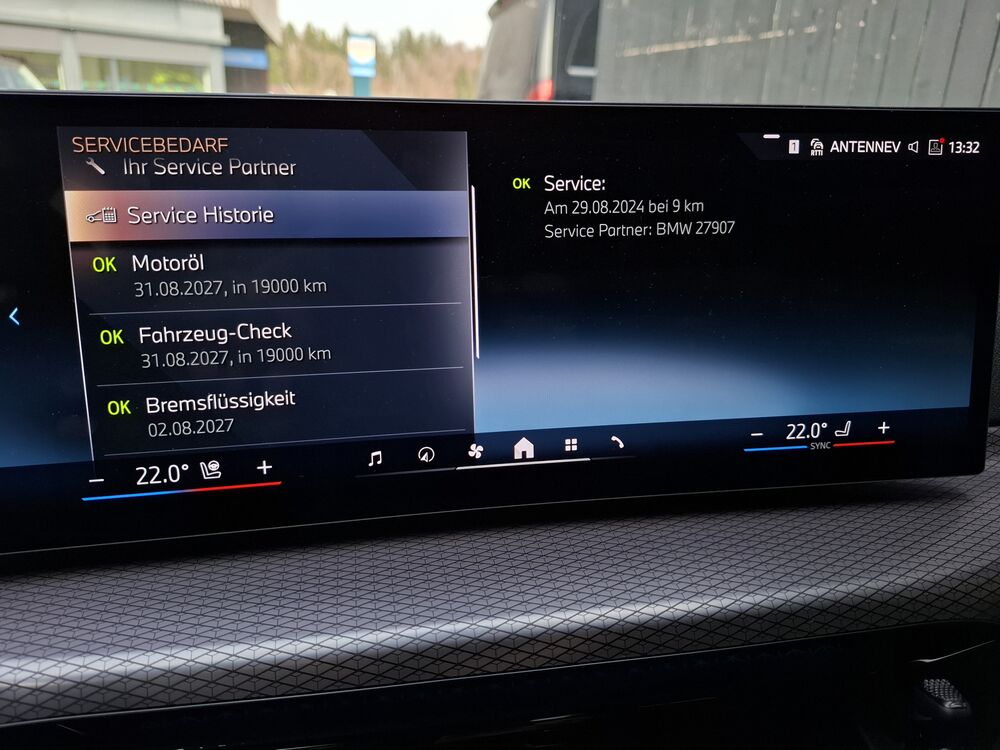 SERVICEBEDARF
Ihr Service Partner
Service Historie
OK Motoröl
31.08.2027, in 19000 km
OK Fahrzeug-Check
31.08.2027, in 19000 km
OK Bremsflüssigkeit
02.08.2027
1 RTTI ANTENNEV 13:32
OK Service:
Am 29.08.2024 bei 9 km
Service Partner: BMW 27907
− 22.0° +
− 22.0° +
SYNC